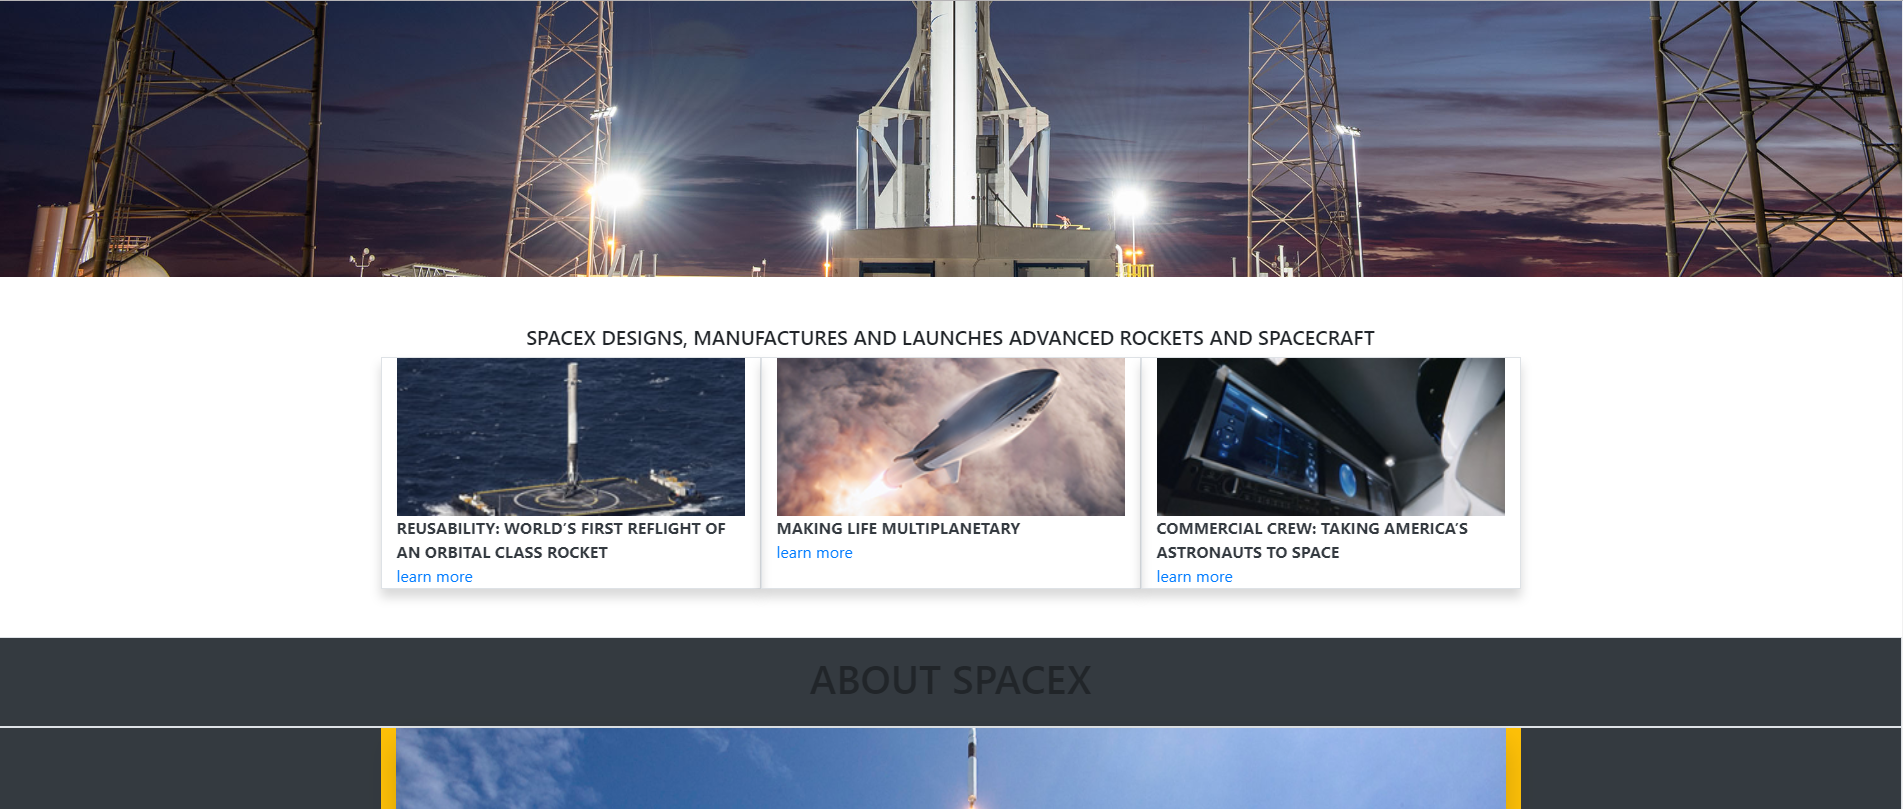 SPACEX DESIGNS, MANUFACTURES AND LAUNCHES ADVANCED ROCKETS AND SPACECRAFT
REUSABILITY: WORLD’S FIRST REFLIGHT OF
AN ORBITAL CLASS ROCKET
learn more
MAKING LIFE MULTIPLANETARY
learn more
COMMERCIAL CREW: TAKING AMERICA’S
ASTRONAUTS TO SPACE
learn more
ABOUT SPACEX